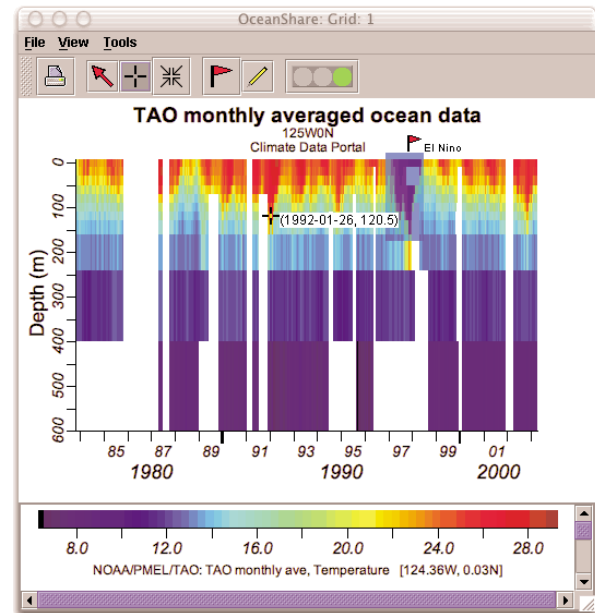 OceanShare: Grid: 1
File View Tools
TAO monthly averaged ocean data
125W0N
Climate Data Portal
El Nino
(1992-01-26, 120.5)
Depth (m)
0
100
200
300
400
500
600
85 87 89 91 93 95 97 99 01
1980 1990 2000
8.0 12.0 16.0 20.0 24.0 28.0
NOAA/PMEL/TAO: TAO monthly ave, Temperature [124.36W, 0.03N]